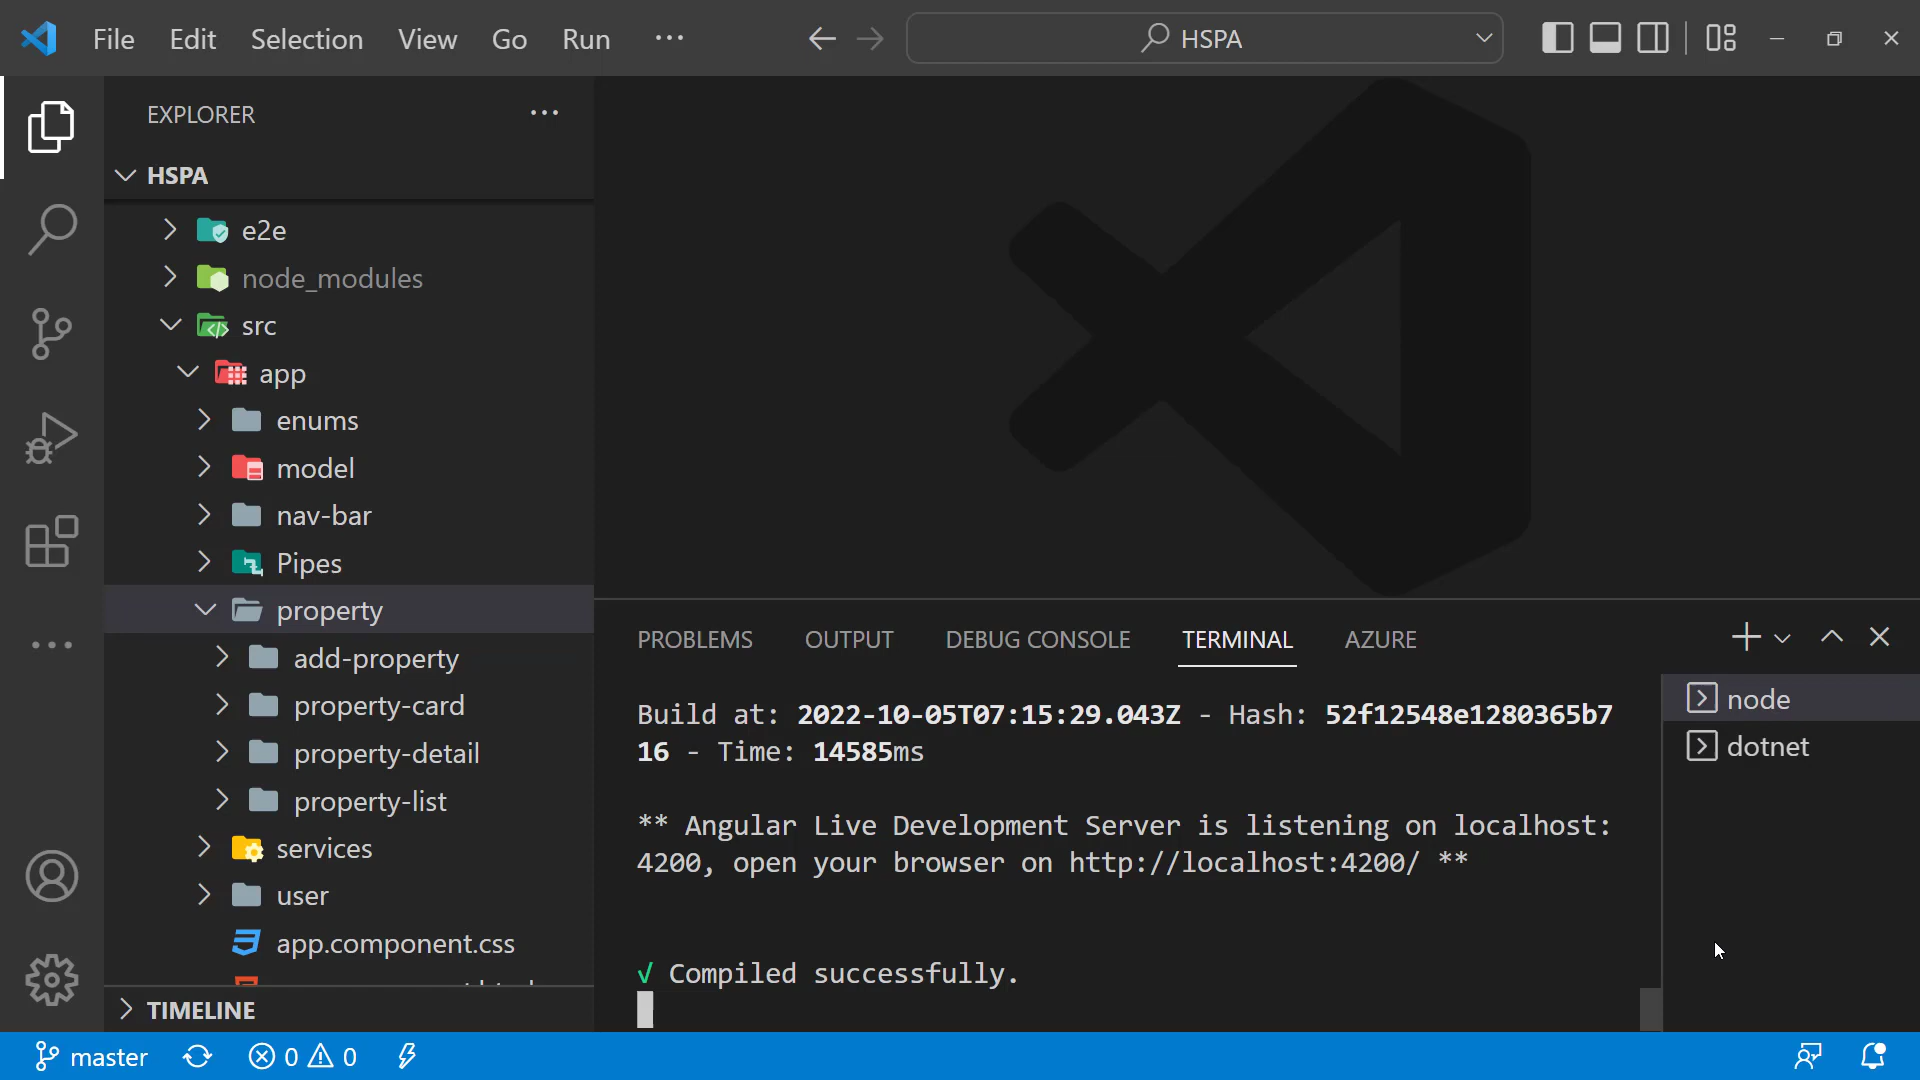 File Edit Selection View Go Run ...
HSPA
EXPLORER
HSPA
e2e
node_modules
src
app
enums
model
nav-bar
Pipes
property
add-property
property-card
property-detail
property-list
services
user
app.component.css
TIMELINE
PROBLEMS OUTPUT DEBUG CONSOLE TERMINAL AZURE
Build at: 2022-10-05T07:15:29.043Z - Hash: 52f12548e1280365b7
16 - Time: 14585ms
** Angular Live Development Server is listening on localhost:
4200, open your browser on http://localhost:4200/ **
√ Compiled successfully.
node
dotnet
master 0 0